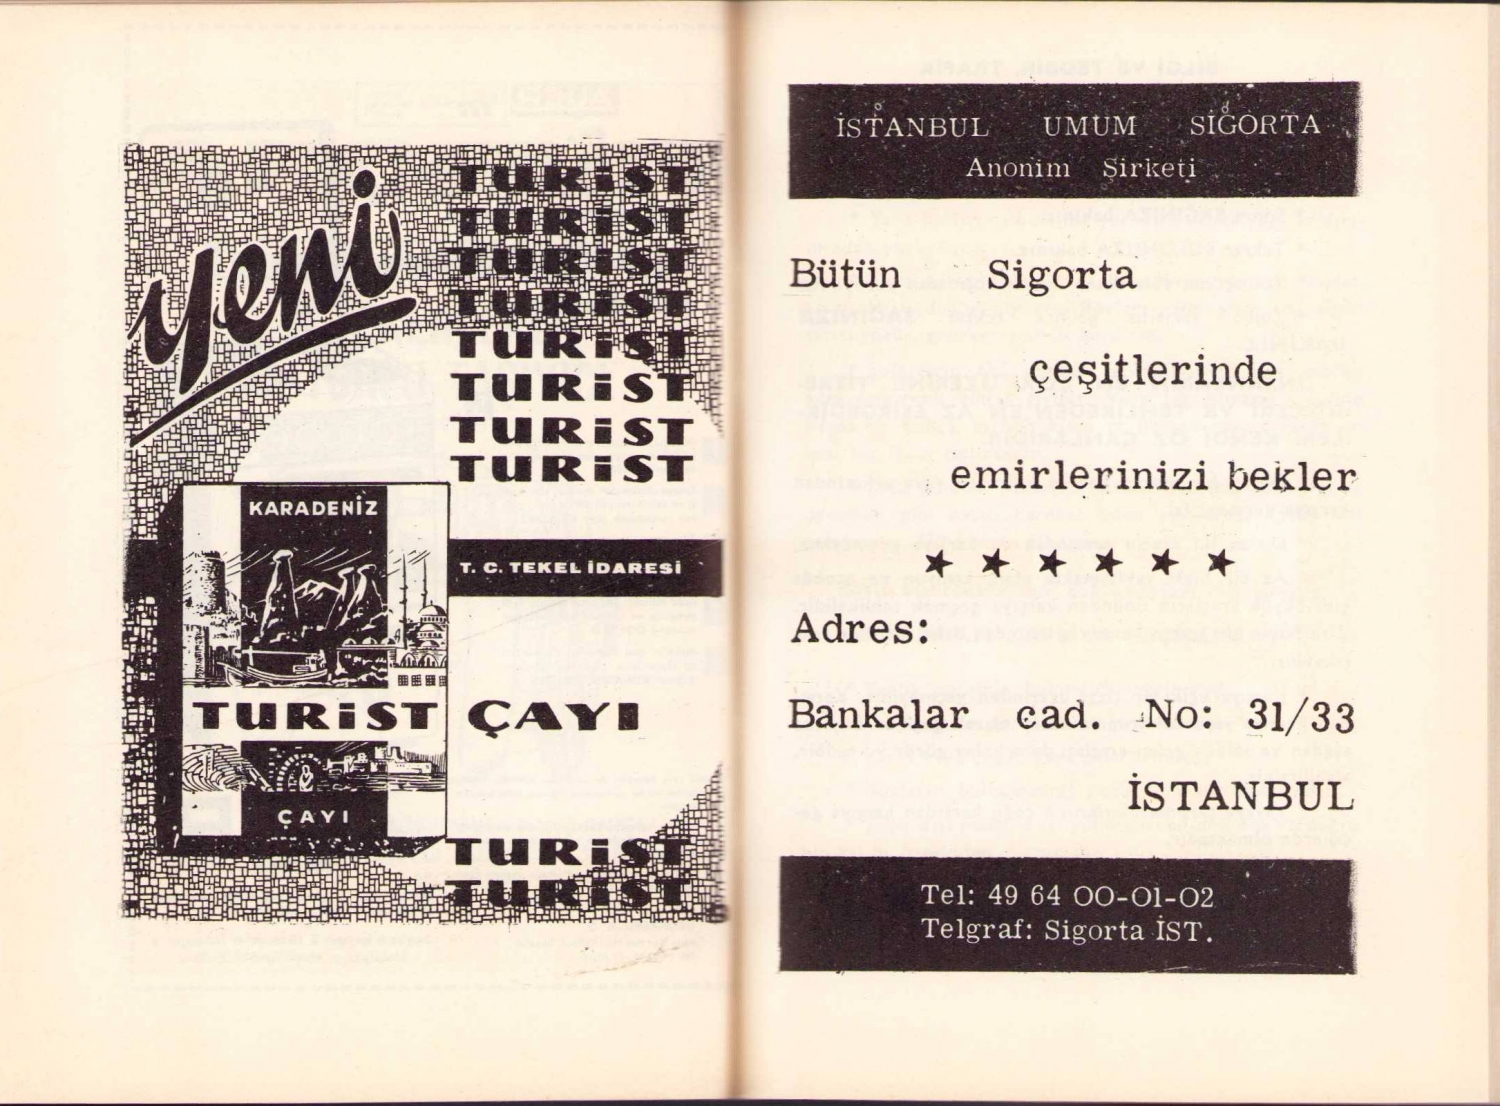 yeni
TURİST
TURİST
TURİST
TURİST
TURİST
TURİST
TURİST
TURİST
KARADENİZ
T. C. TEKEL İDARESİ
TURİST ÇAYI
ÇAYI
TURİST
TURİST
İSTANBUL UMUM SİGORTA
Anonim Şirketi
Bütün Sigorta
çeşitlerinde
emirlerinizi bekler
★ ★ ★ ★ ★ ★
Adres:
Bankalar cad. No: 31/33
İSTANBUL
Tel: 49 64 00-01-02
Telgraf: Sigorta İST.